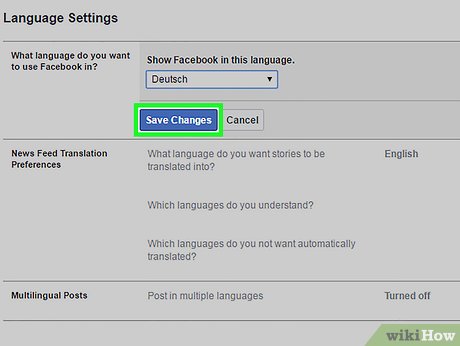 Language Settings
What language do you want
to use Facebook in?
Show Facebook in this language.
Deutsch
Save Changes
Cancel
News Feed Translation
Preferences
What language do you want stories to be
translated into?
English
Which languages do you understand?
Which languages do you not want automatically
translated?
Multilingual Posts
Post in multiple languages
Turned off
wikiHow